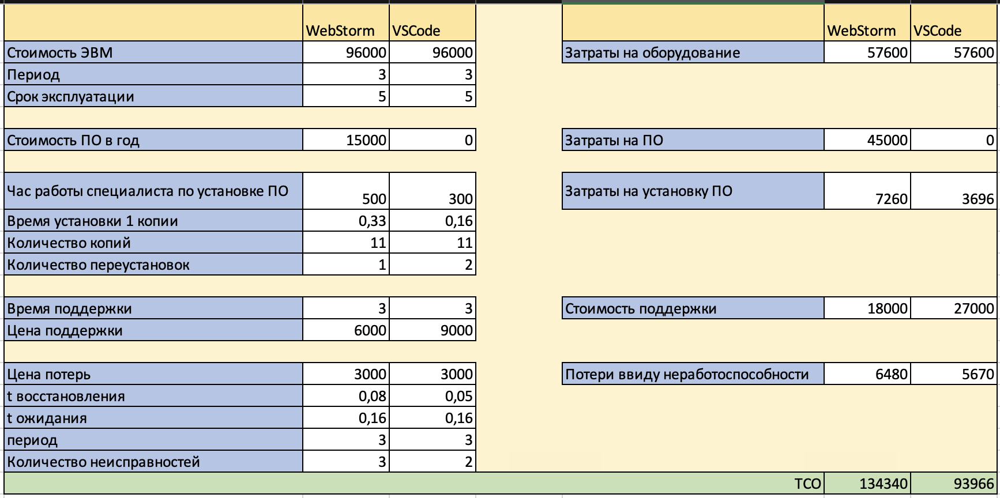 WebStorm VSCode WebStorm VSCode
Стоимость ЭВМ 96000 96000 Затраты на оборудование 57600 57600
Период 3 3
Срок эксплуатации 5 5
Стоимость ПО в год 15000 0 Затраты на ПО 45000 0
Час работы специалиста по установке ПО 500 300 Затраты на установку ПО 7260 3696
Время установки 1 копии 0,33 0,16
Количество копий 11 11
Количество переустановок 1 2
Время поддержки 3 3 Стоимость поддержки 18000 27000
Цена поддержки 6000 9000
Цена потерь 3000 3000 Потери ввиду неработоспособности 6480 5670
t восстановления 0,08 0,05
t ожидания 0,16 0,16
период 3 3
Количество неисправностей 3 2
ТСО 134340 93966